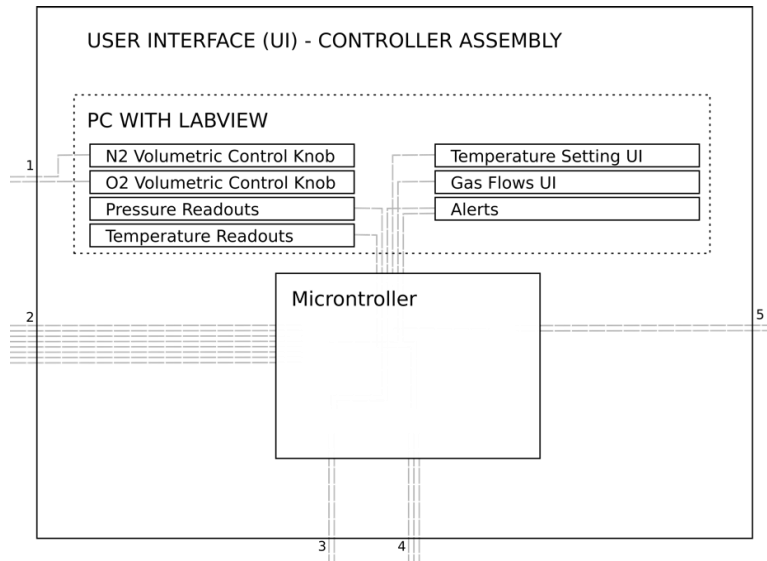 USER INTERFACE (UI) - CONTROLLER ASSEMBLY
PC WITH LABVIEW
N2 Volumetric Control Knob
O2 Volumetric Control Knob
Pressure Readouts
Temperature Readouts
Temperature Setting UI
Gas Flows UI
Alerts
1
Microntroller
2
5
3
4